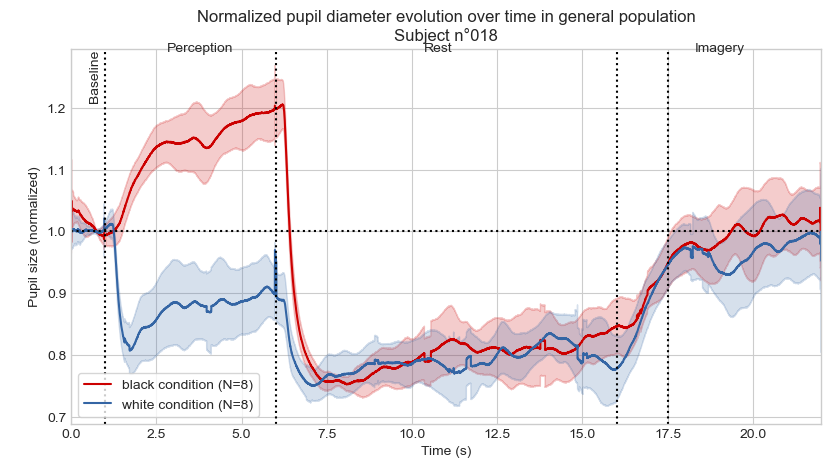 Normalized pupil diameter evolution over time in general population
Subject n°018
Baseline
Perception
Rest
Imagery
Pupil size (normalized)
1.2
1.1
1.0
0.9
0.8
0.7
black condition (N=8)
white condition (N=8)
0.0 2.5 5.0 7.5 10.0 12.5 15.0 17.5 20.0
Time (s)